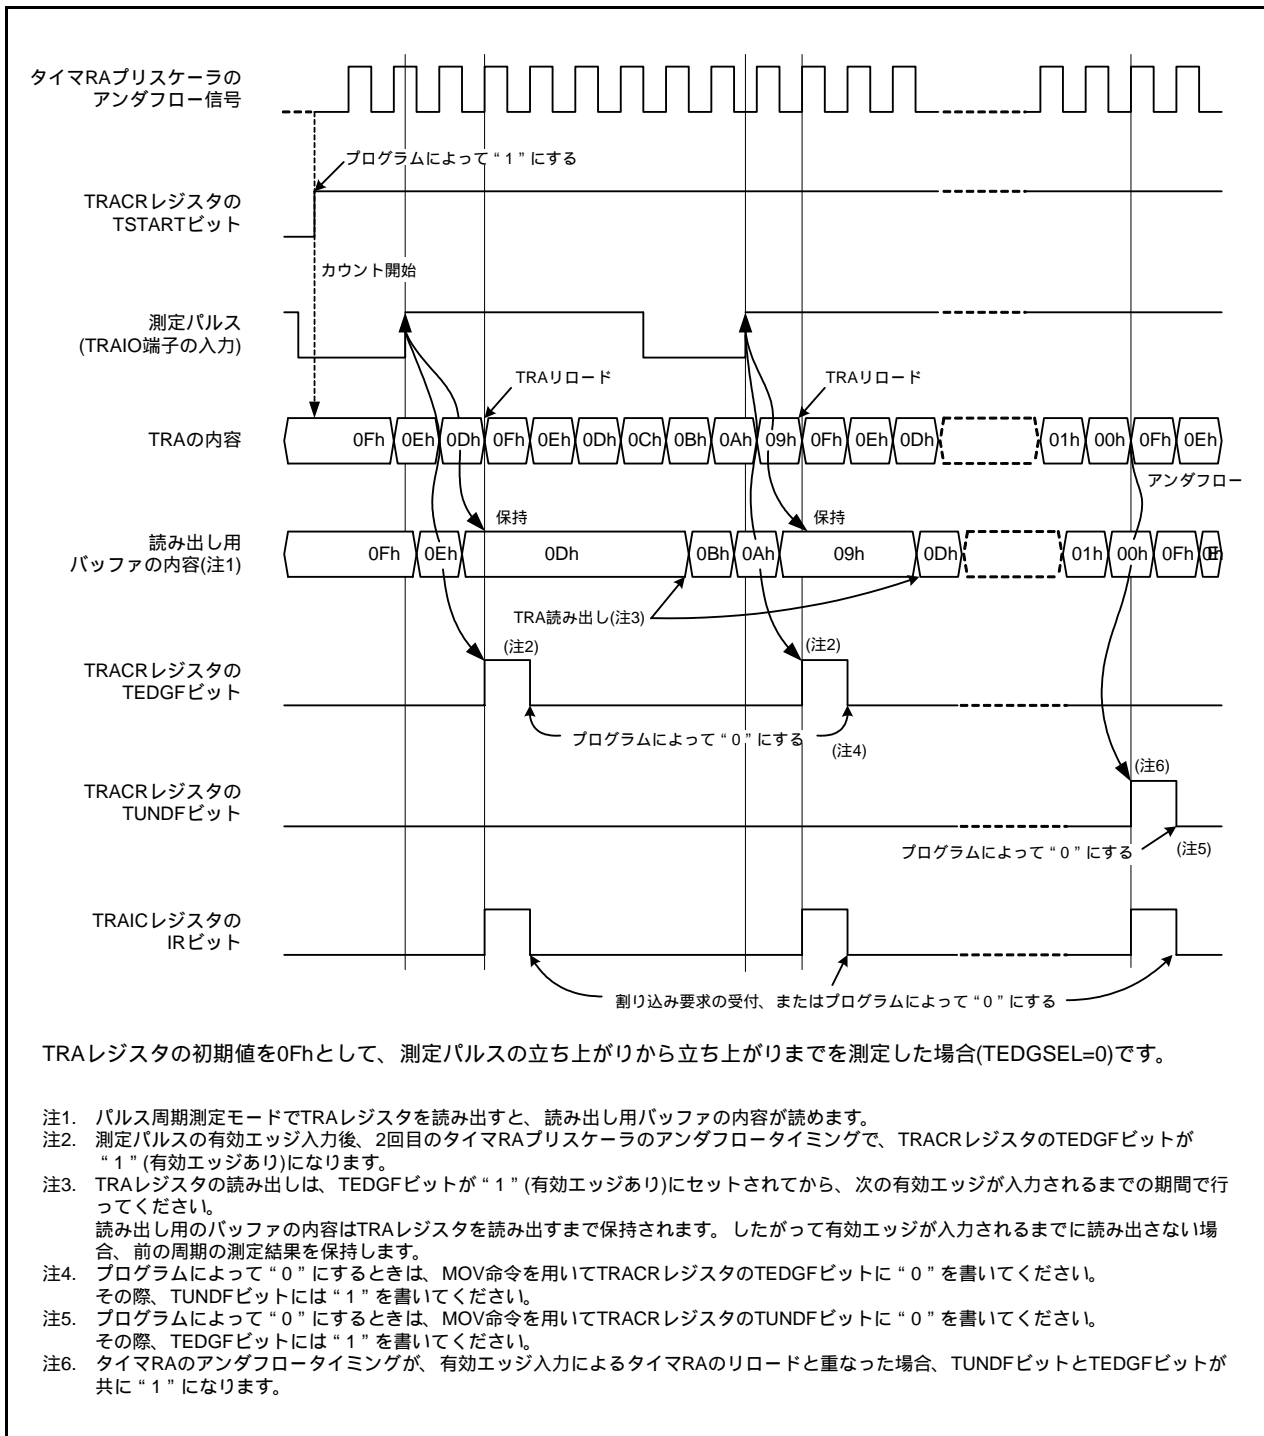 タイマRAプリスケーラの
アンダフロー信号
プログラムによって“1”にする
TRACRレジスタの
TSTARTビット
カウント開始
測定パルス
(TRAIO端子の入力)
TRAリロード
TRAリロード
TRAの内容
0Fh 0Eh 0Dh 0Fh 0Eh 0Dh 0Ch 0Bh 0Ah 09h 0Fh 0Eh 0Dh 01h 00h 0Fh 0Eh
アンダフロー
保持
保持
読み出し用
バッファの内容(注1)
0Fh 0Eh 0Dh 0Bh 0Ah 09h 0Dh 01h 00h 0Fh 0Eh
TRA読み出し(注3)
(注2)
(注2)
TRACRレジスタの
TEDGFビット
プログラムによって“0”にする
(注4)
TRACRレジスタの
TUNDFビット
(注6)
プログラムによって“0”にする
(注5)
TRAICレジスタの
IRビット
割り込み要求の受付、またはプログラムによって“0”にする
TRAレジスタの初期値を0Fhとして、測定パルスの立ち上がりから立ち上がりまでを測定した場合(TEDGSEL=0)です。
注1. パルス周期測定モードでTRAレジスタを読み出すと、読み出し用バッファの内容が読めます。
注2. 測定パルスの有効エッジ入力後、2回目のタイマRAプリスケーラのアンダフロータイミングで、TRACRレジスタのTEDGFビットが
“1”(有効エッジあり)になります。
注3. TRAレジスタの読み出しは、TEDGFビットが“1”(有効エッジあり)にセットされてから、次の有効エッジが入力されるまでの期間で行
ってください。
読み出し用のバッファの内容はTRAレジスタを読み出すまで保持されます。したがって有効エッジが入力されるまでに読み出さない場
合、前の周期の測定結果を保持します。
注4. プログラムによって“0”にするときは、MOV命令を用いてTRACRレジスタのTEDGFビットに“0”を書いてください。
その際、TUNDFビットには“1”を書いてください。
注5. プログラムによって“0”にするときは、MOV命令を用いてTRACRレジスタのTUNDFビットに“0”を書いてください。
その際、TEDGFビットには“1”を書いてください。
注6. タイマRAのアンダフロータイミングが、有効エッジ入力によるタイマRAのリロードと重なった場合、TUNDFビットとTEDGFビットが
共に“1”になります。